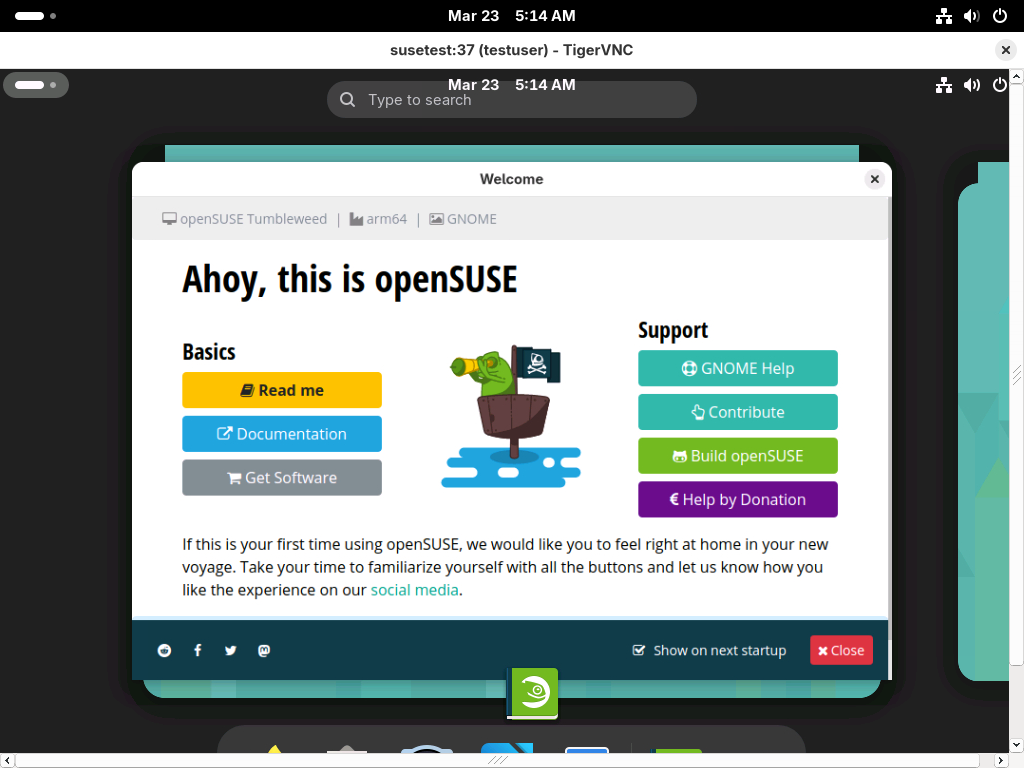 Mar 23 5:14 AM
susetest:37 (testuser) - TigerVNC
Mar 23 5:14 AM
Type to search
Welcome
openSUSE Tumbleweed | arm64 | GNOME
Ahoy, this is openSUSE
Basics
Read me
Documentation
Get Software
Support
GNOME Help
Contribute
Build openSUSE
€ Help by Donation
If this is your first time using openSUSE, we would like you to feel right at home in your new
voyage. Take your time to familiarize yourself with all the buttons and let us know how you
like the experience on our social media.
Show on next startup
Close